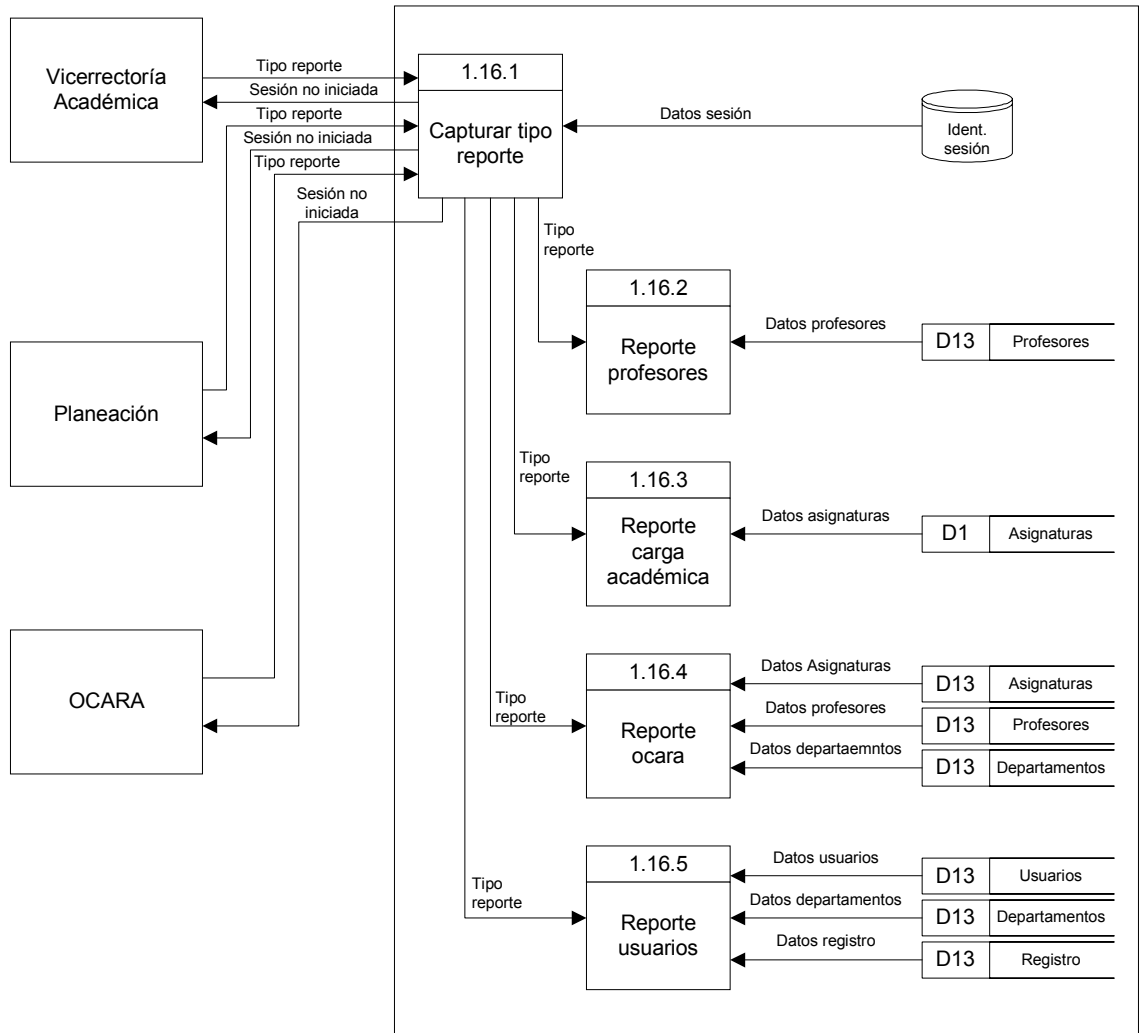 Vicerrectoría
Académica
Tipo reporte
Sesión no iniciada
Tipo reporte
Sesión no iniciada
Tipo reporte
Sesión no
iniciada
1.16.1
Capturar tipo
reporte
Datos sesión
Ident.
sesión
Tipo
reporte
1.16.2
Reporte
profesores
Datos profesores
D13
Profesores
Planeación
Tipo
reporte
1.16.3
Reporte
carga
académica
Datos asignaturas
D1
Asignaturas
OCARA
Tipo
reporte
1.16.4
Reporte
ocara
Datos Asignaturas
D13
Asignaturas
Datos profesores
D13
Profesores
Datos departaemntos
D13
Departamentos
Tipo
reporte
1.16.5
Reporte
usuarios
Datos usuarios
D13
Usuarios
Datos departamentos
D13
Departamentos
Datos registro
D13
Registro